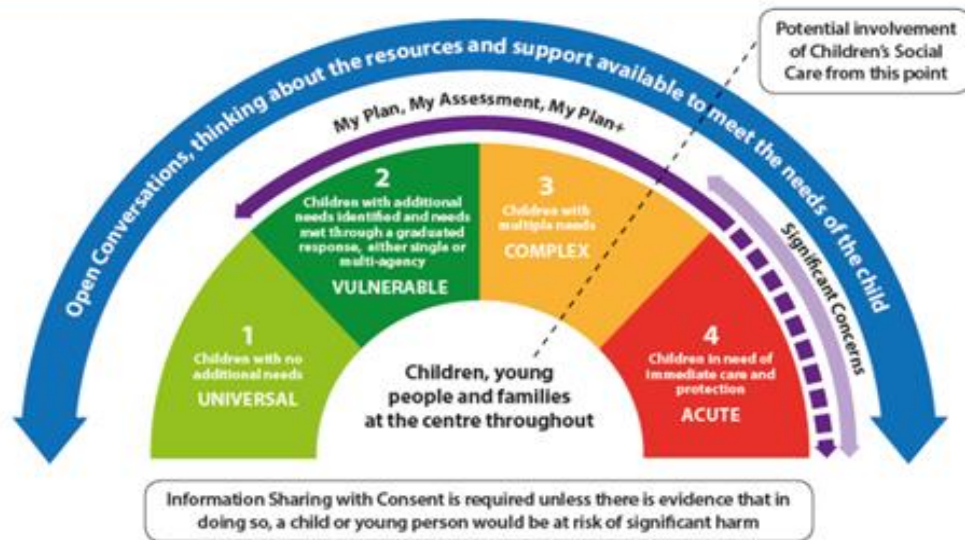 Potential involvement
of Children's Social
Care from this point
Open Conversations, thinking about the resources and support available to meet the needs of the child
My Plan, My Assessment, My Plan+
Significant Concerns
1
Children with no
additional needs
UNIVERSAL
2
Children with additional
needs identified and needs
met through a graduated
response, either single or
multi-agency
VULNERABLE
3
Children with
multiple needs
COMPLEX
4
Children in need of
immediate care and
protection
ACUTE
Children, young
people and families
at the centre throughout
Information Sharing with Consent is required unless there is evidence that in
doing so, a child or young person would be at risk of significant harm